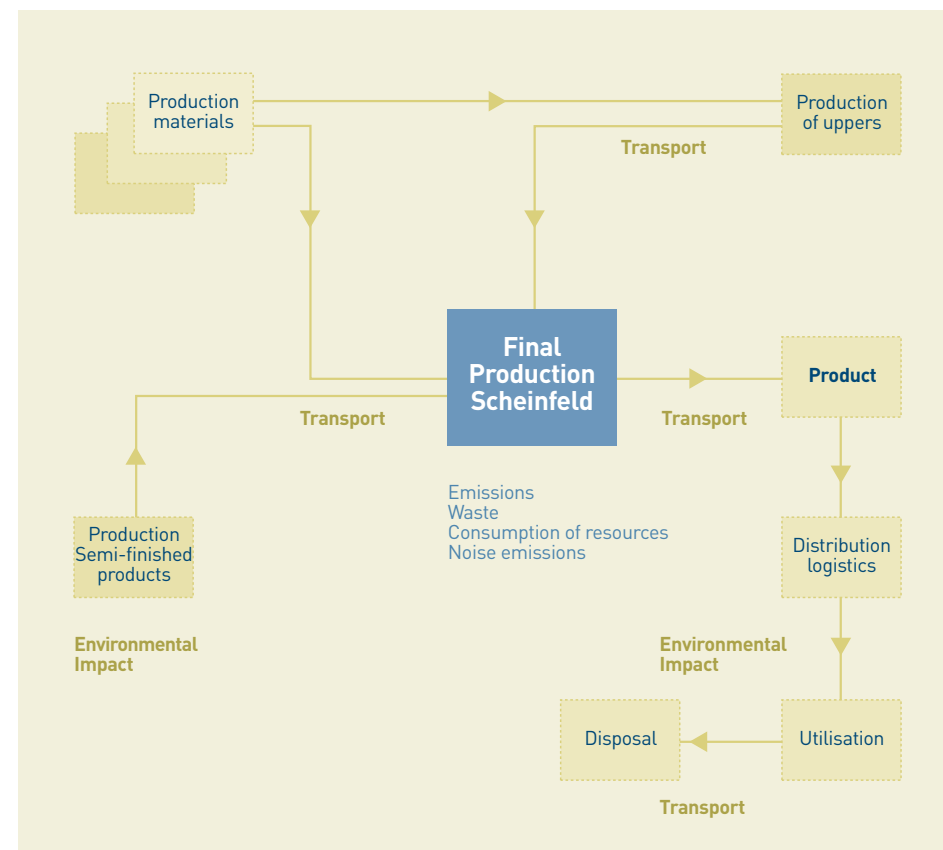 Production
materials
Production
of uppers
Transport
Final
Production
Scheinfeld
Product
Transport
Transport
Emissions
Waste
Consumption of resources
Noise emissions
Production
Semi-finished
products
Distribution
logistics
Environmental
Impact
Environmental
Impact
Disposal
Utilisation
Transport